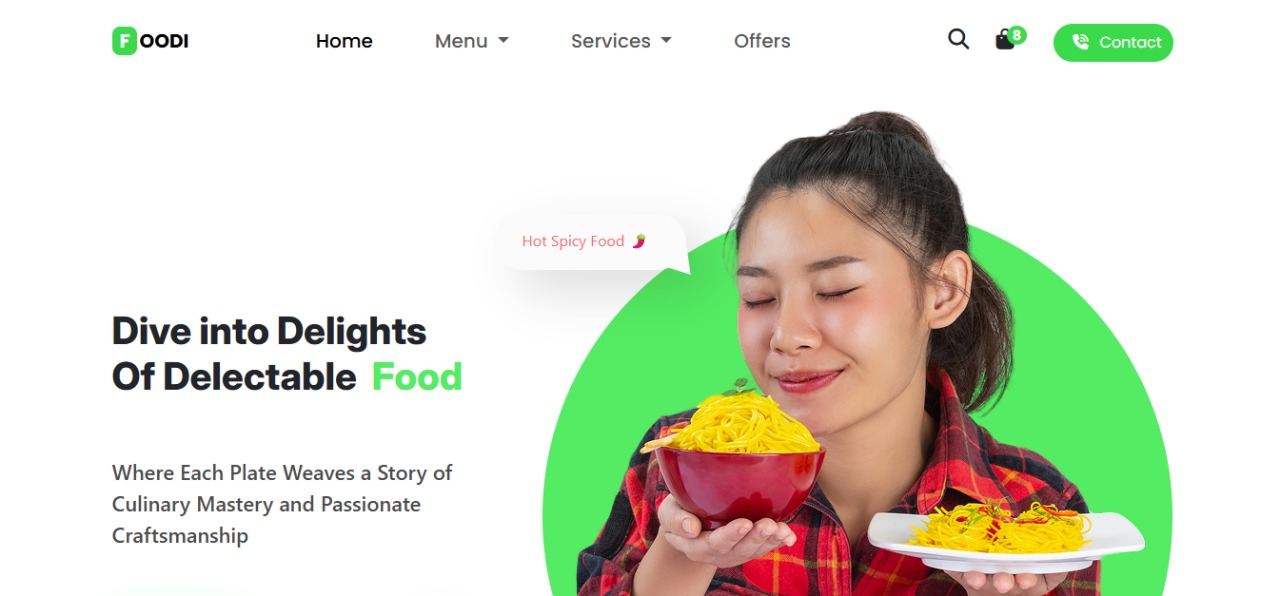 FOODI
Home
Menu
Services
Offers
8
Contact
Hot Spicy Food 🌶️
Dive into Delights
Of Delectable Food
Where Each Plate Weaves a Story of
Culinary Mastery and Passionate
Craftsmanship